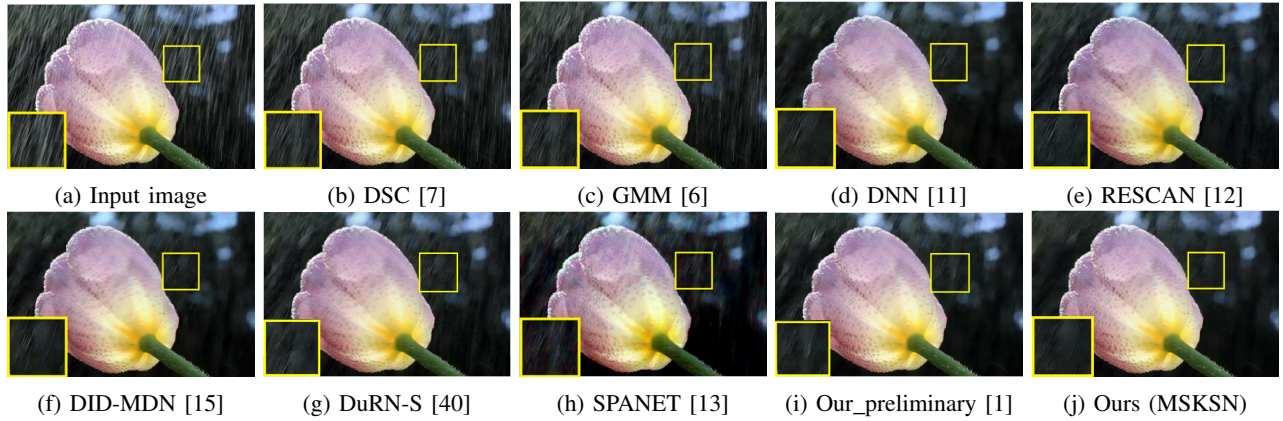 (a) Input image
(b) DSC [7]
(c) GMM [6]
(d) DNN [11]
(e) RESCAN [12]
(f) DID-MDN [15]
(g) DuRN-S [40]
(h) SPANET [13]
(i) Our_preliminary [1]
(j) Ours (MSKSN)